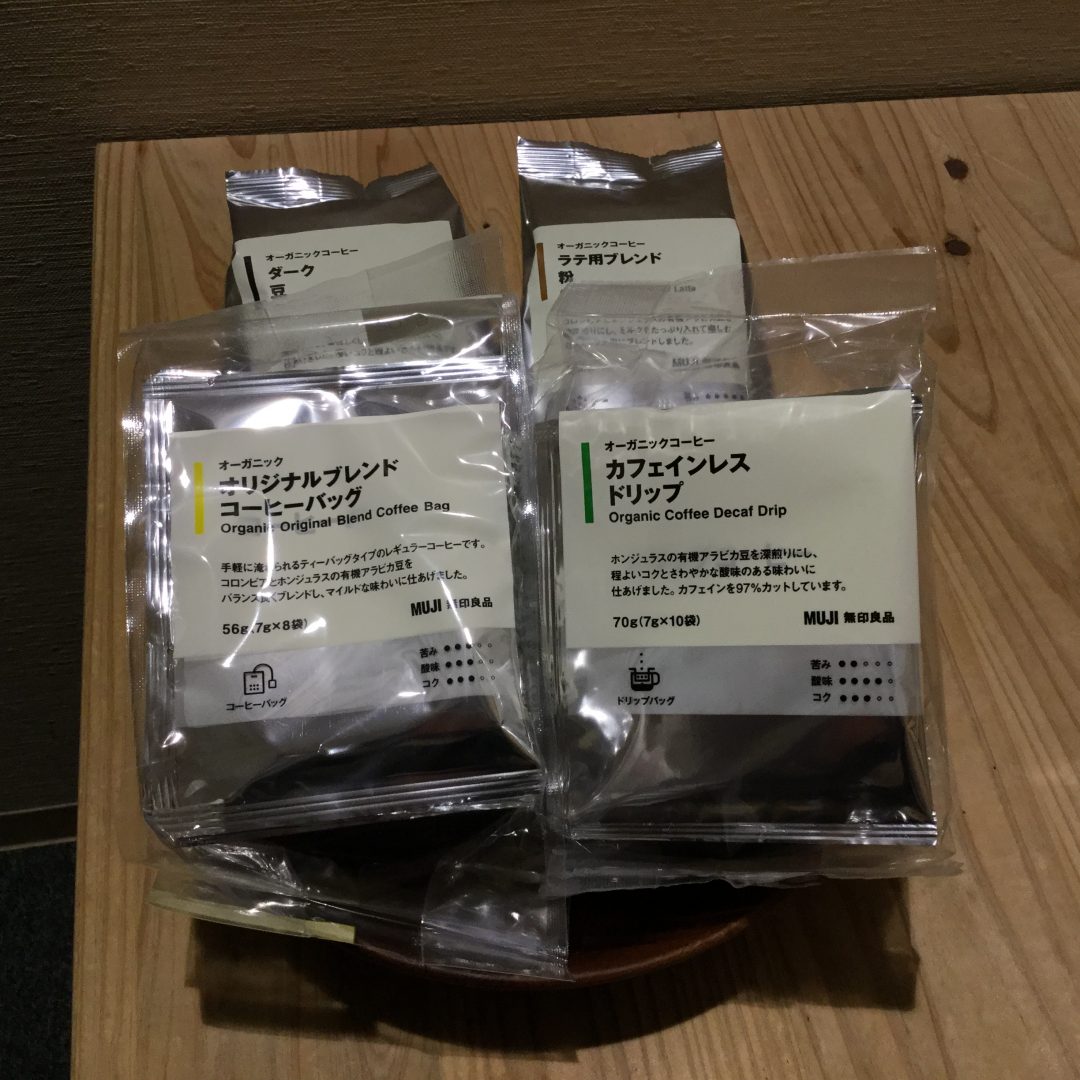 オーガニックコーヒー
ダーク
豆
オーガニックコーヒー
ラテ用ブレンド
粉
Latte
MUJI
オーガニック
オリジナルブレンド
コーヒーバッグ
Organic Original Blend Coffee Bag
手軽に淹れられるティーバッグタイプのレギュラーコーヒーです。
コロンビアとホンジュラスの有機アラビカ豆を
バランス良くブレンドし、マイルドな味わいに仕あげました。
MUJI 無印良品
56g(7g×8袋)
苦み
酸味
コク
コーヒーバッグ
オーガニックコーヒー
カフェインレス
ドリップ
Organic Coffee Decaf Drip
ホンジュラスの有機アラビカ豆を深煎りにし、
程よいコクとさわやかな酸味のある味わいに
仕あげました。カフェインを97%カットしています。
70g(7g×10袋)
MUJI 無印良品
苦み
酸味
コク
ドリップバッグ